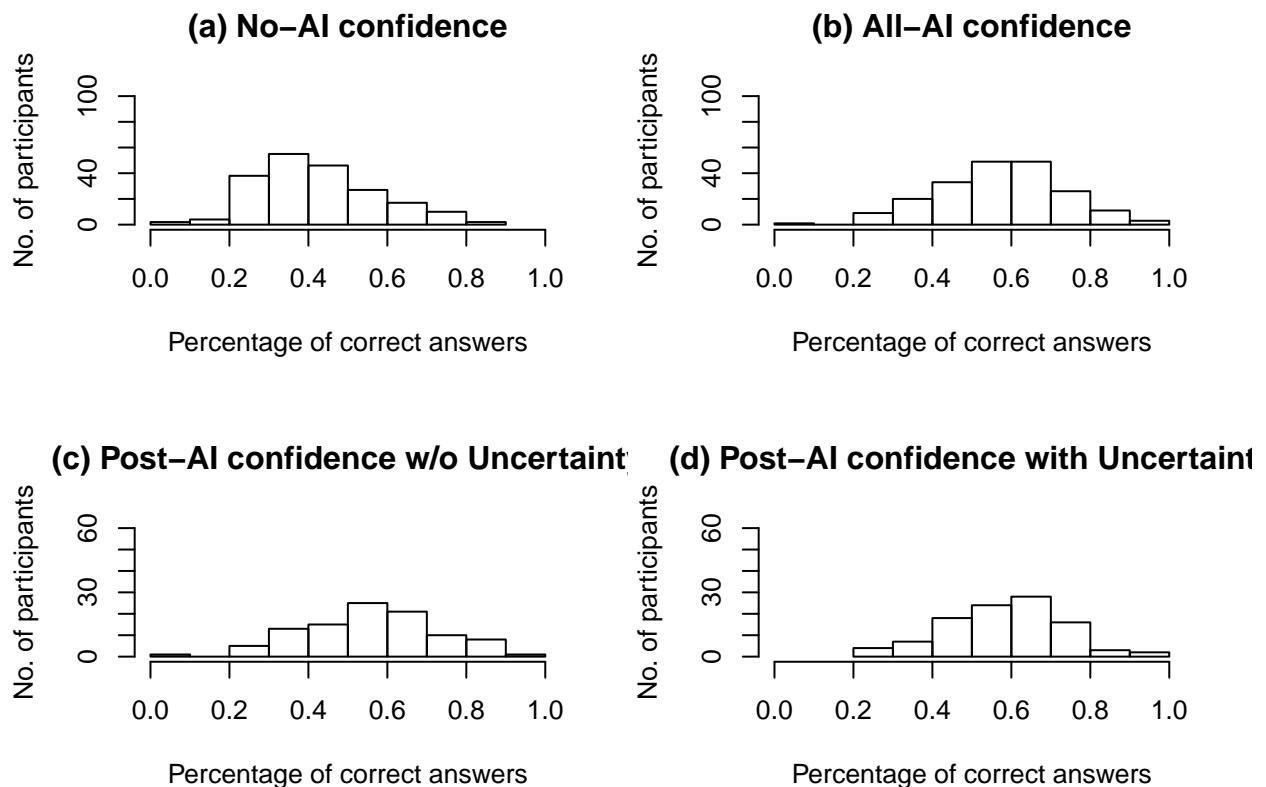 (a) No−AI confidence
No. of participants
100
40
0
0.0 0.2 0.4 0.6 0.8 1.0
Percentage of correct answers
(b) All−AI confidence
No. of participants
100
40
0
0.0 0.2 0.4 0.6 0.8 1.0
Percentage of correct answers
(c) Post−AI confidence w/o Uncertainty
No. of participants
60
30
0
0.0 0.2 0.4 0.6 0.8 1.0
Percentage of correct answers
(d) Post−AI confidence with Uncertaint
No. of participants
60
30
0
0.0 0.2 0.4 0.6 0.8 1.0
Percentage of correct answers